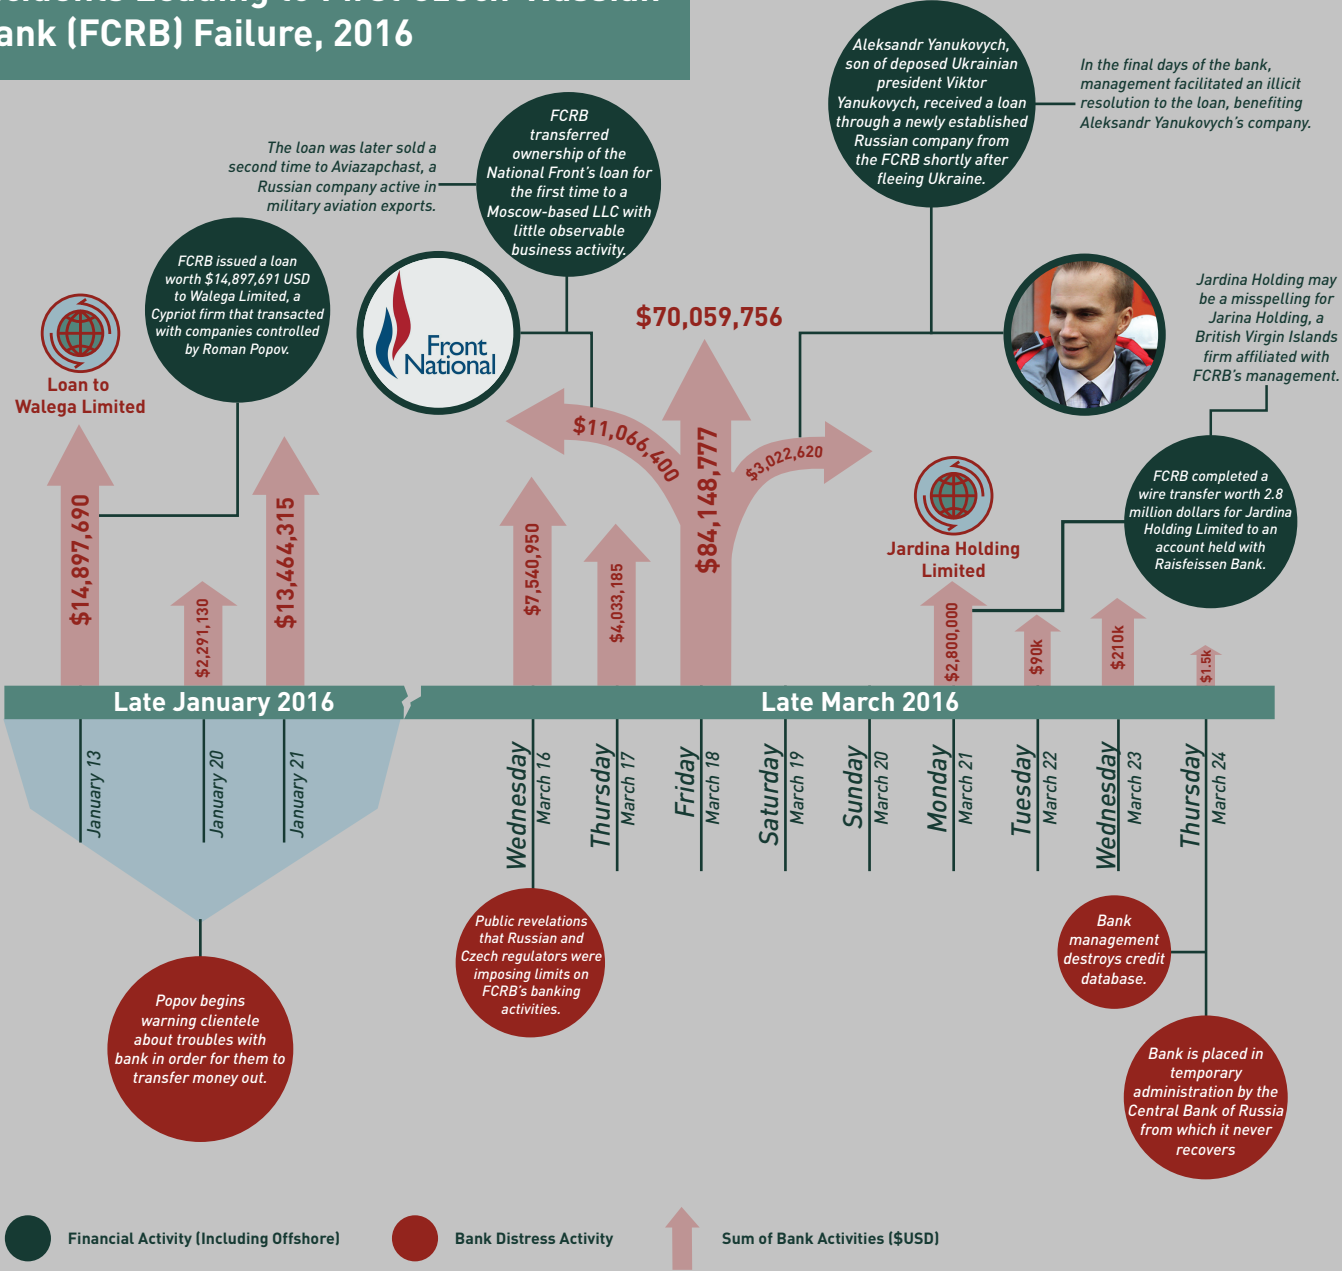 Bank (FCRB) Failure, 2016
Aleksandr Yanukovych,
son of deposed Ukrainian
president Viktor
Yanukovych, received a loan
through a newly established
Russian company from
the FCRB shortly after
fleeing Ukraine.
In the final days of the bank,
management facilitated an illicit
resolution to the loan, benefiting
Aleksandr Yanukovych's company.
FCRB
transferred
ownership of the
National Front's loan for
the first time to a
Moscow-based LLC with
little observable
business activity.
The loan was later sold a
second time to Aviazapchast, a
Russian company active in
military aviation exports.
FCRB issued a loan
worth $14,897,691 USD
to Walega Limited, a
Cypriot firm that transacted
with companies controlled
by Roman Popov.
Loan to
Walega Limited
Front
National
$70,059,756
Jardina Holding may
be a misspelling for
Jarina Holding, a
British Virgin Islands
firm affiliated with
FCRB's management.
FCRB completed a
wire transfer worth 2.8
million dollars for Jardina
Holding Limited to an
account held with
Raisfeissen Bank.
Jardina Holding
Limited
$14,897,690
$2,291,130
$13,464,315
$7,540,950
$4,033,185
$11,066,400
$84,148,777
$3,022,620
$2,800,000
$90k
$210k
$1.5k
Late January 2016
Late March 2016
January 13
January 20
January 21
Wednesday
March 16
Thursday
March 17
Friday
March 18
Saturday
March 19
Sunday
March 20
Monday
March 21
Tuesday
March 22
Wednesday
March 23
Thursday
March 24
Popov begins
warning clientele
about troubles with
bank in order for them to
transfer money out.
Public revelations
that Russian and
Czech regulators were
imposing limits on
FCRB's banking
activities.
Bank
management
destroys credit
database.
Bank is placed in
temporary
administration by the
Central Bank of Russia
from which it never
recovers
Financial Activity (Including Offshore)
Bank Distress Activity
Sum of Bank Activities ($USD)